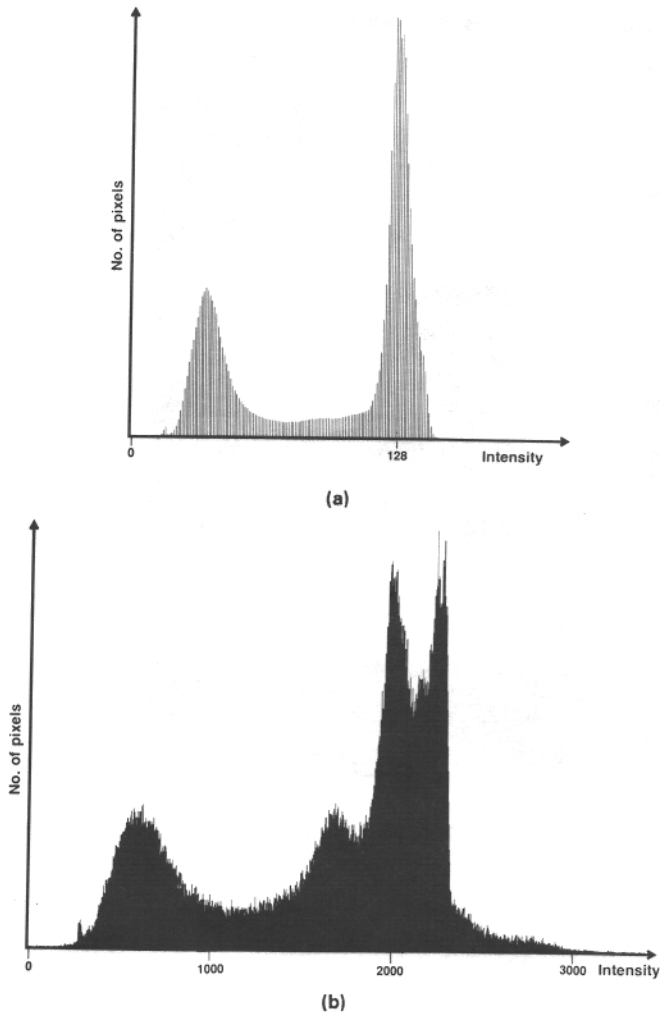 No. of pixels
0
128
Intensity
(a)
No. of pixels
0
1000
2000
3000
Intensity
(b)